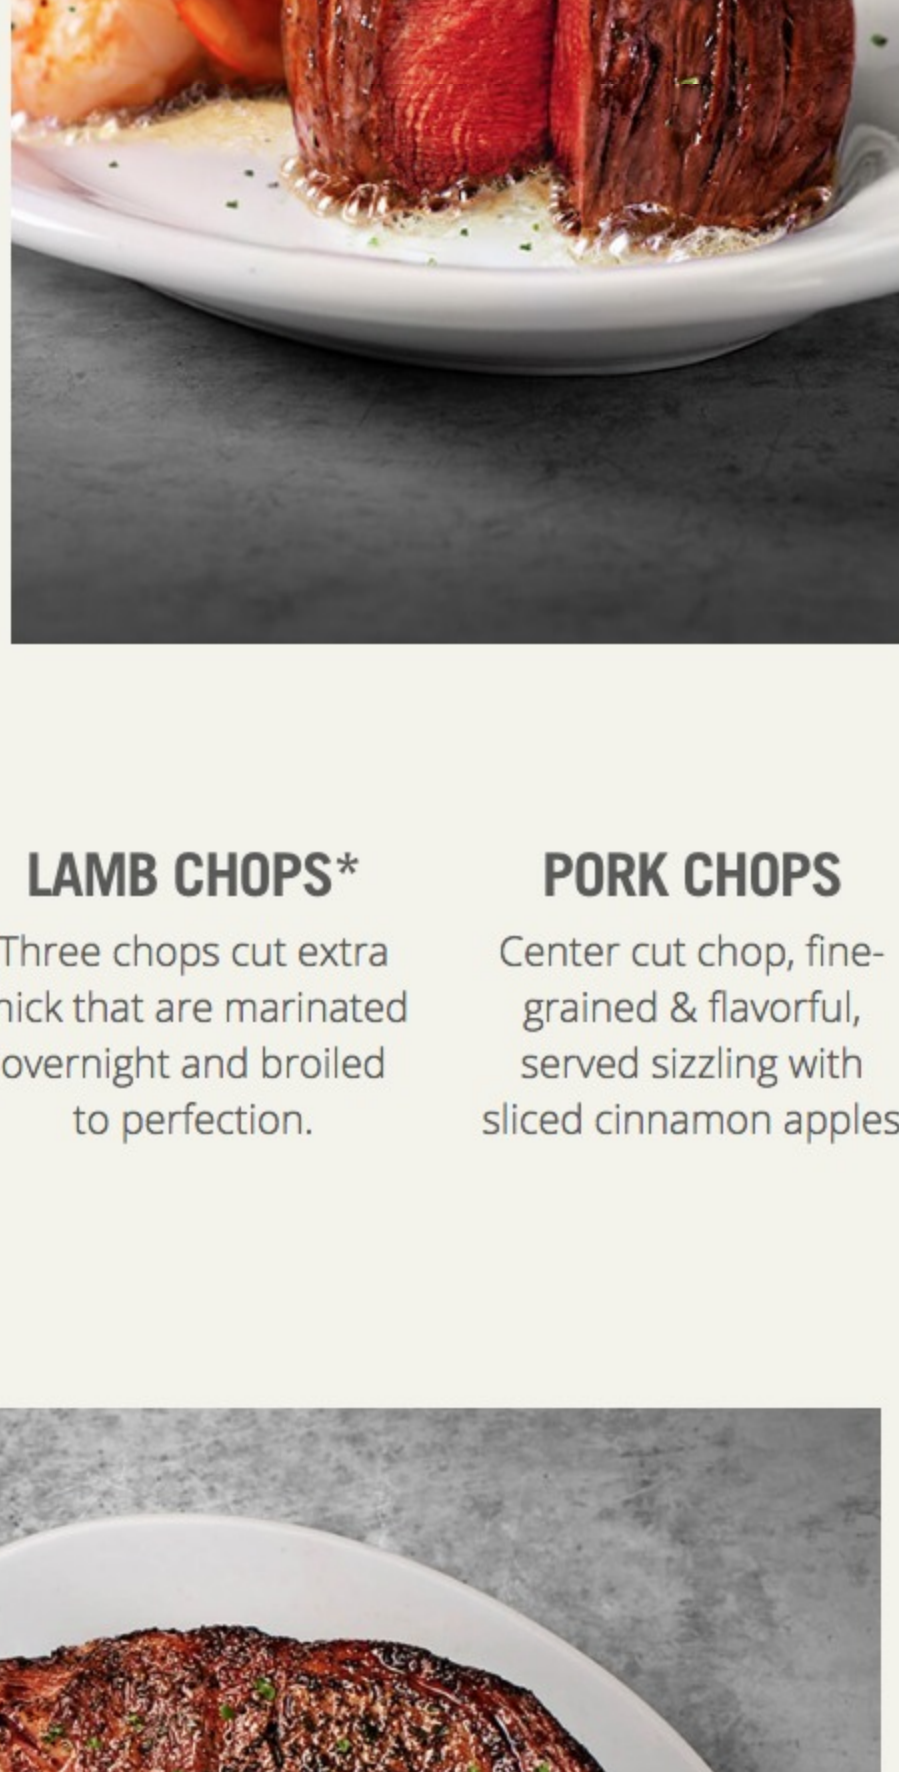 LAMB CHOPS*
Three chops cut extra
hick that are marinated
overnight and broiled
to perfection.
PORK CHOPS
Center cut chop, fine-
grained & flavorful,
served sizzling with
sliced cinnamon apples